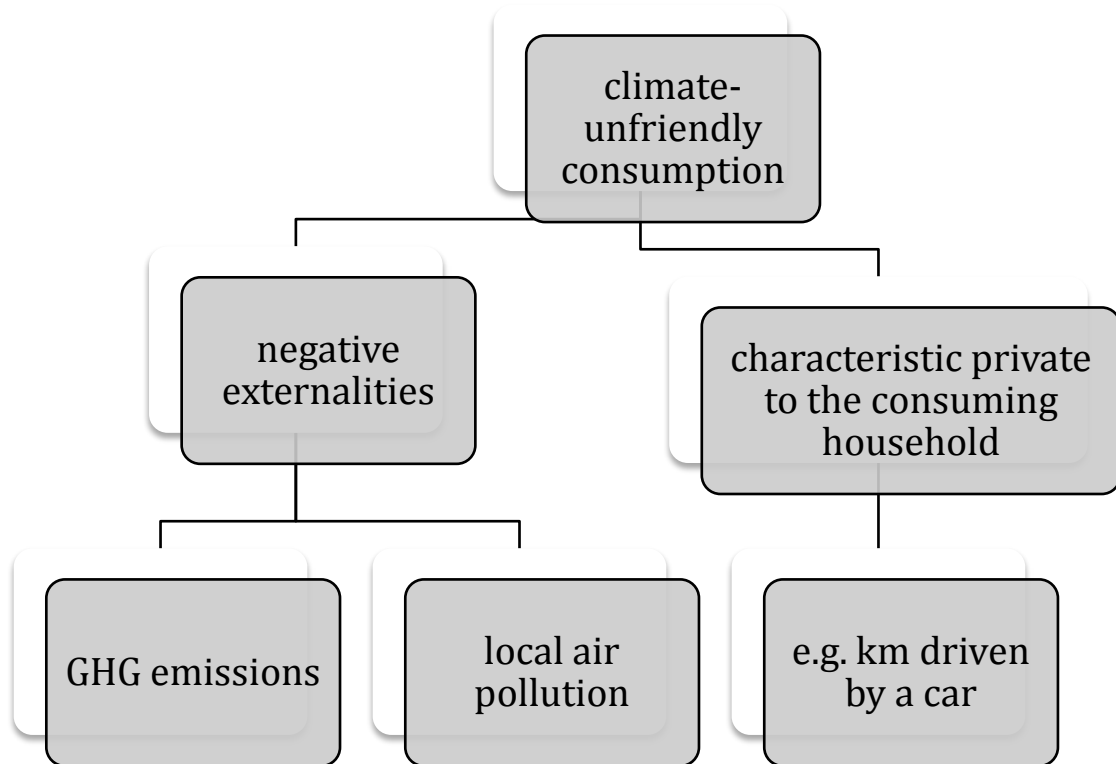 climate-
unfriendly
consumption
negative
externalities
characteristic private
to the consuming
household
GHG emissions
local air
pollution
e.g. km driven
by a car